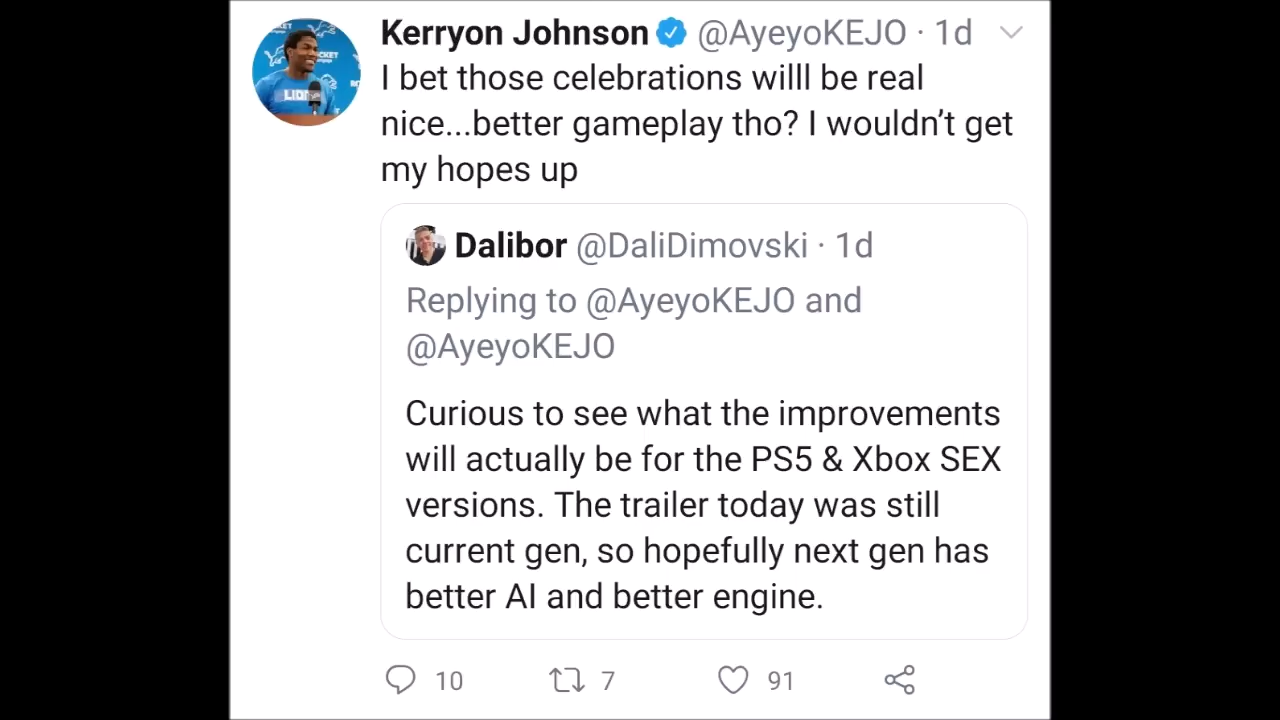 Kerryon Johnson @AyeyoKEJO · 1d
I bet those celebrations willl be real
nice...better gameplay tho? I wouldn't get
my hopes up
Dalibor @DaliDimovski · 1d
Replying to @AyeyoKEJO and
@AyeyoKEJO
Curious to see what the improvements
will actually be for the PS5 & Xbox SEX
versions. The trailer today was still
current gen, so hopefully next gen has
better AI and better engine.
10 7 91